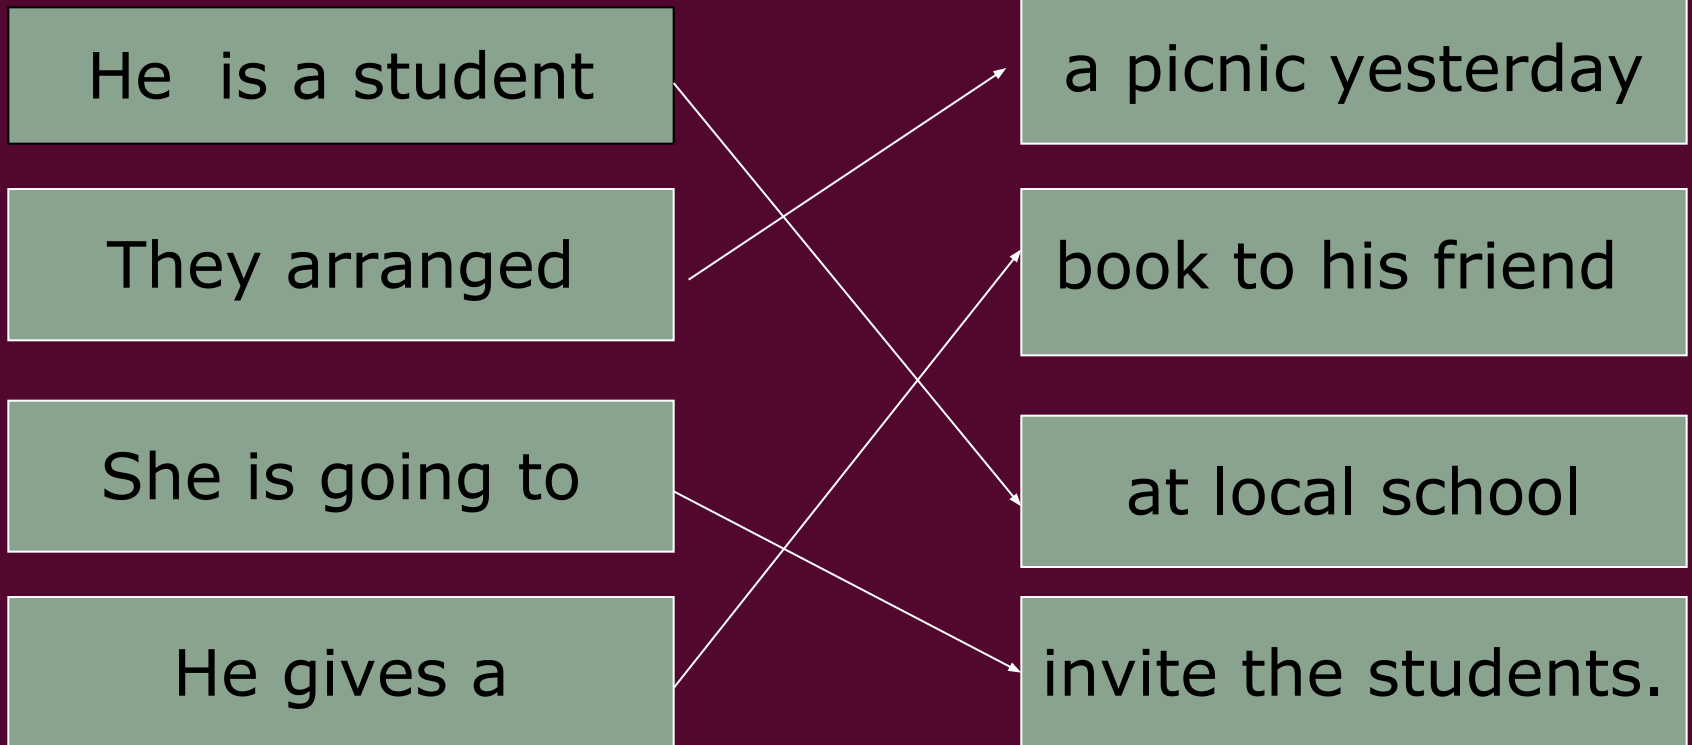 He is a student
a picnic yesterday
They arranged
book to his friend
She is going to
at local school
He gives a
invite the students.